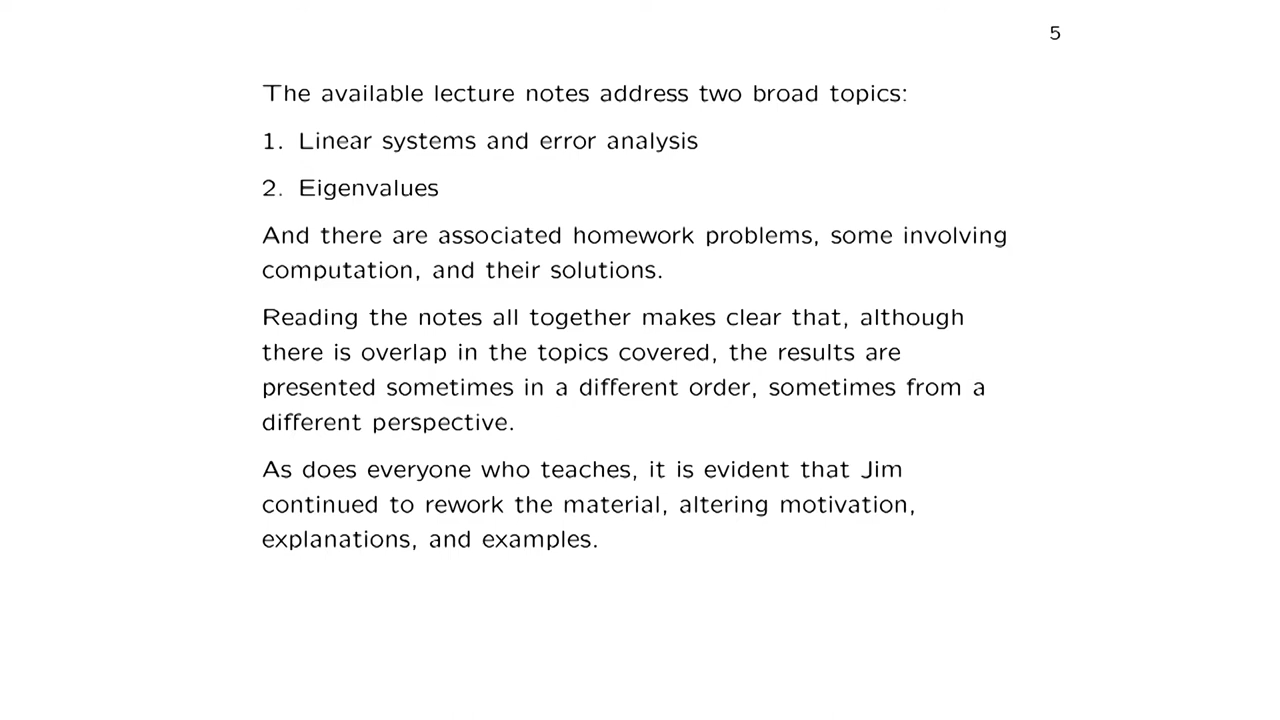 5
The available lecture notes address two broad topics:
1. Linear systems and error analysis
2. Eigenvalues
And there are associated homework problems, some involving
computation, and their solutions.
Reading the notes all together makes clear that, although
there is overlap in the topics covered, the results are
presented sometimes in a different order, sometimes from a
different perspective.
As does everyone who teaches, it is evident that Jim
continued to rework the material, altering motivation,
explanations, and examples.